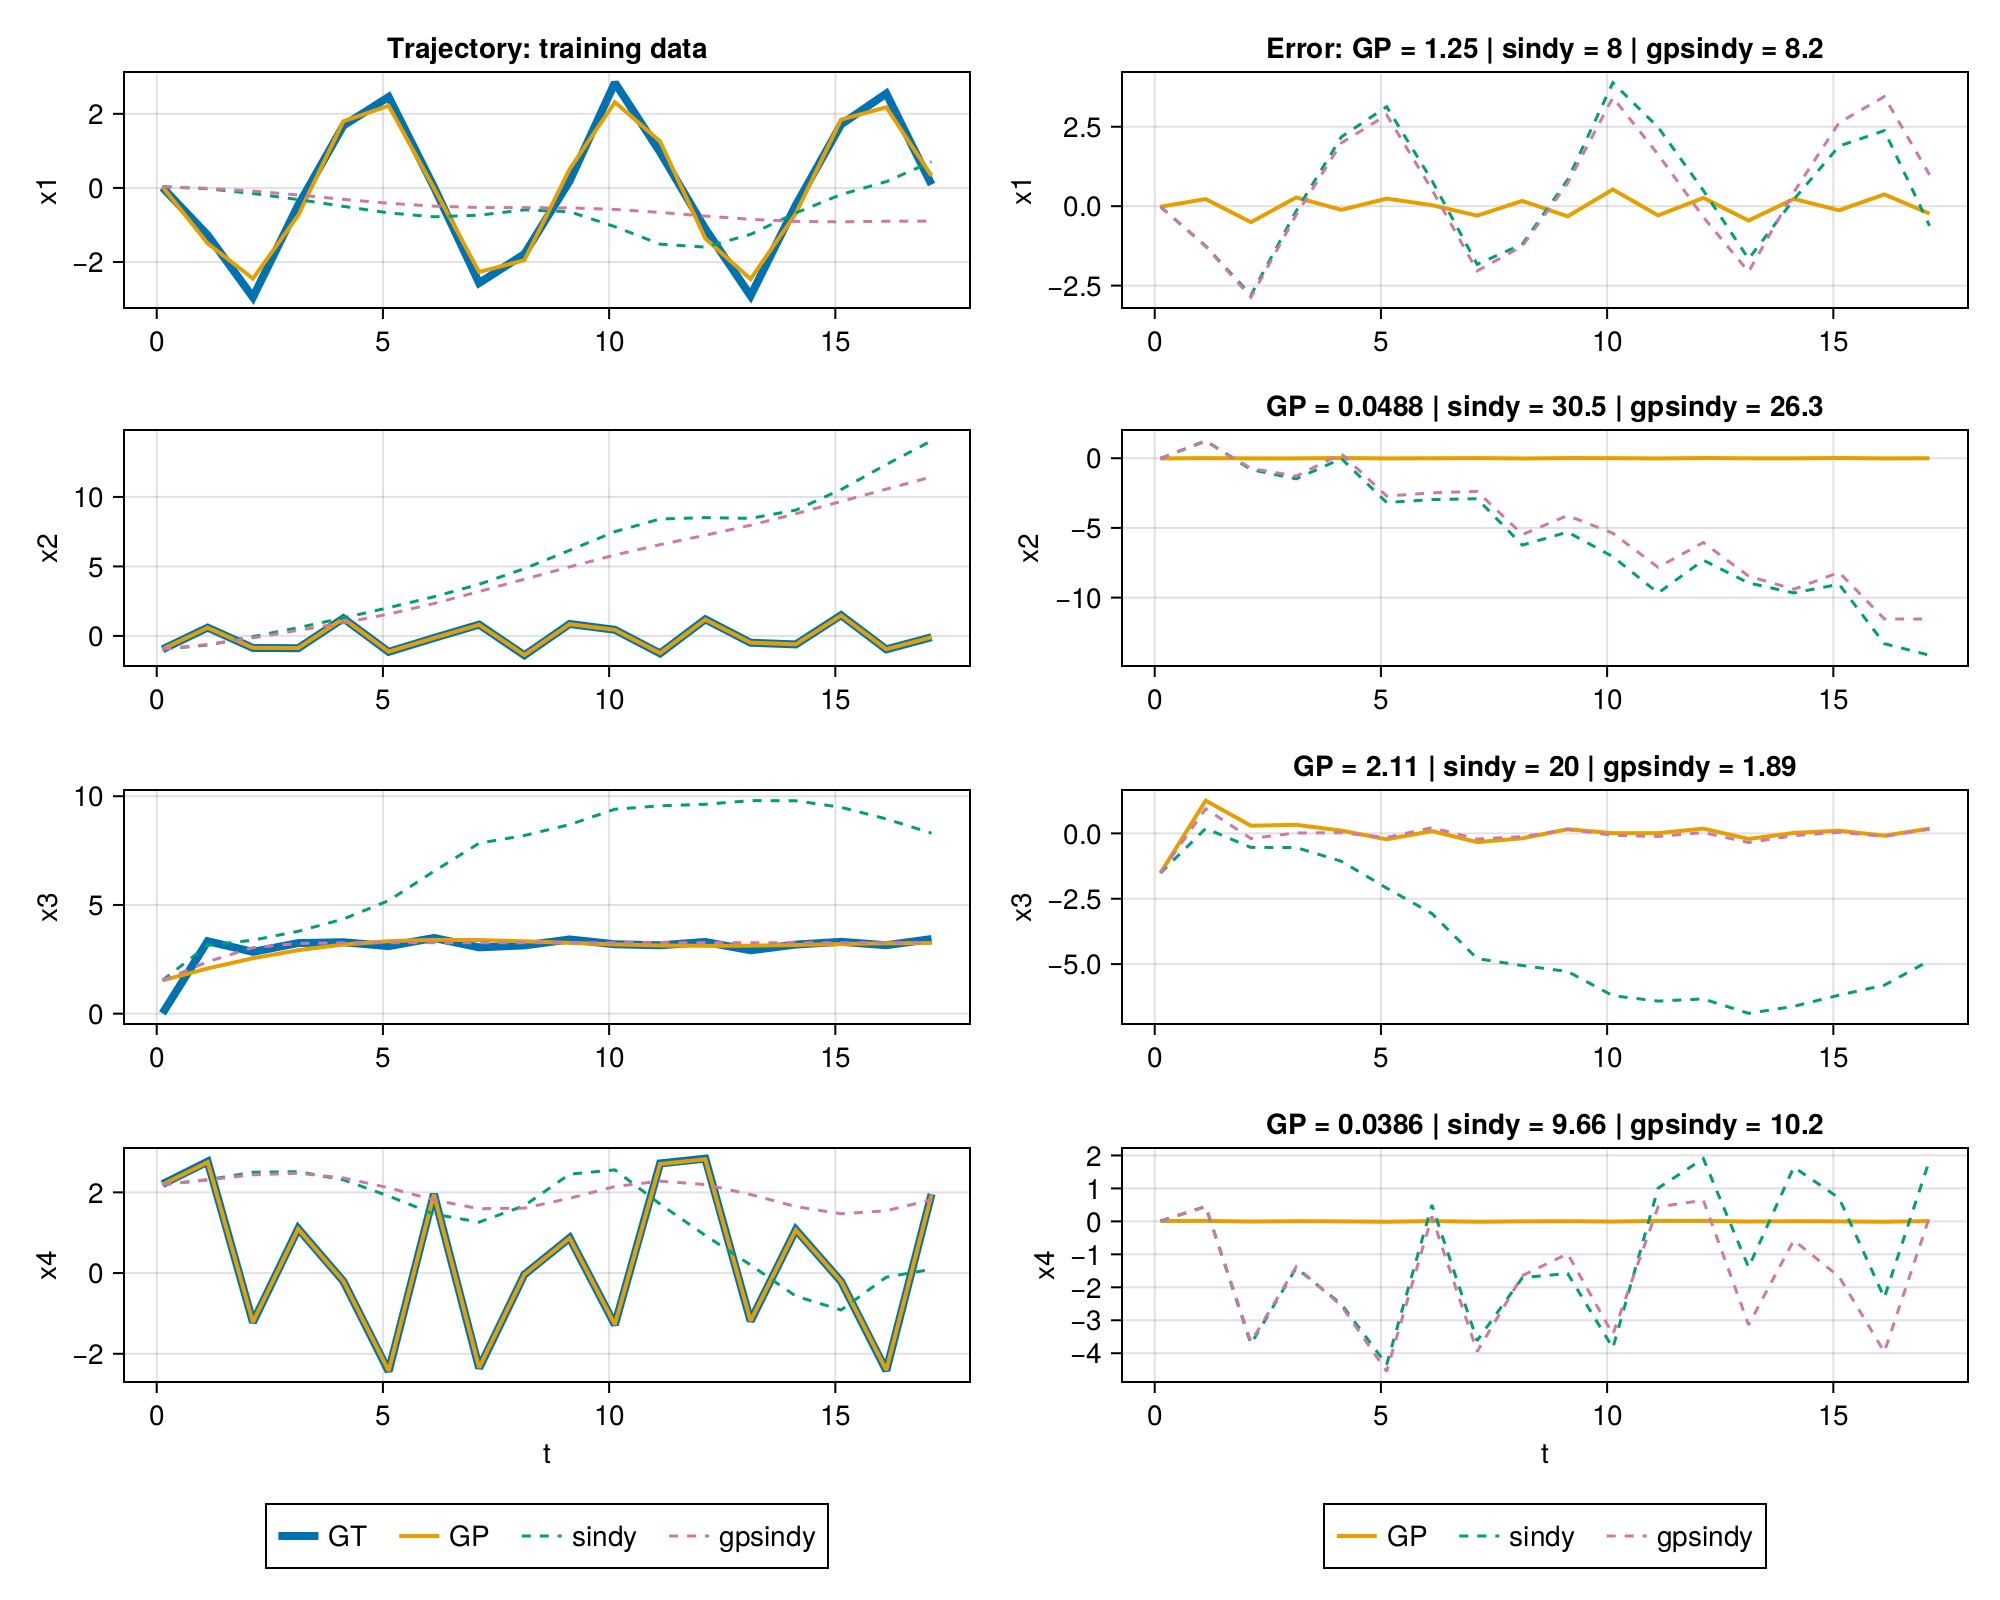 Trajectory: training data
Error: GP = 1.25 | sindy = 8 | gpsindy = 8.2
x1
2
0
−2
0 5 10 15
x1
2.5
0.0
−2.5
0 5 10 15
GP = 0.0488 | sindy = 30.5 | gpsindy = 26.3
x2
10
5
0
0 5 10 15
x2
0
−5
−10
0 5 10 15
GP = 2.11 | sindy = 20 | gpsindy = 1.89
x3
10
5
0
0 5 10 15
x3
0.0
−2.5
−5.0
0 5 10 15
GP = 0.0386 | sindy = 9.66 | gpsindy = 10.2
x4
2
0
−2
0 5 10 15
t
x4
2
1
0
−1
−2
−3
−4
0 5 10 15
t
GT GP sindy gpsindy
GP sindy gpsindy